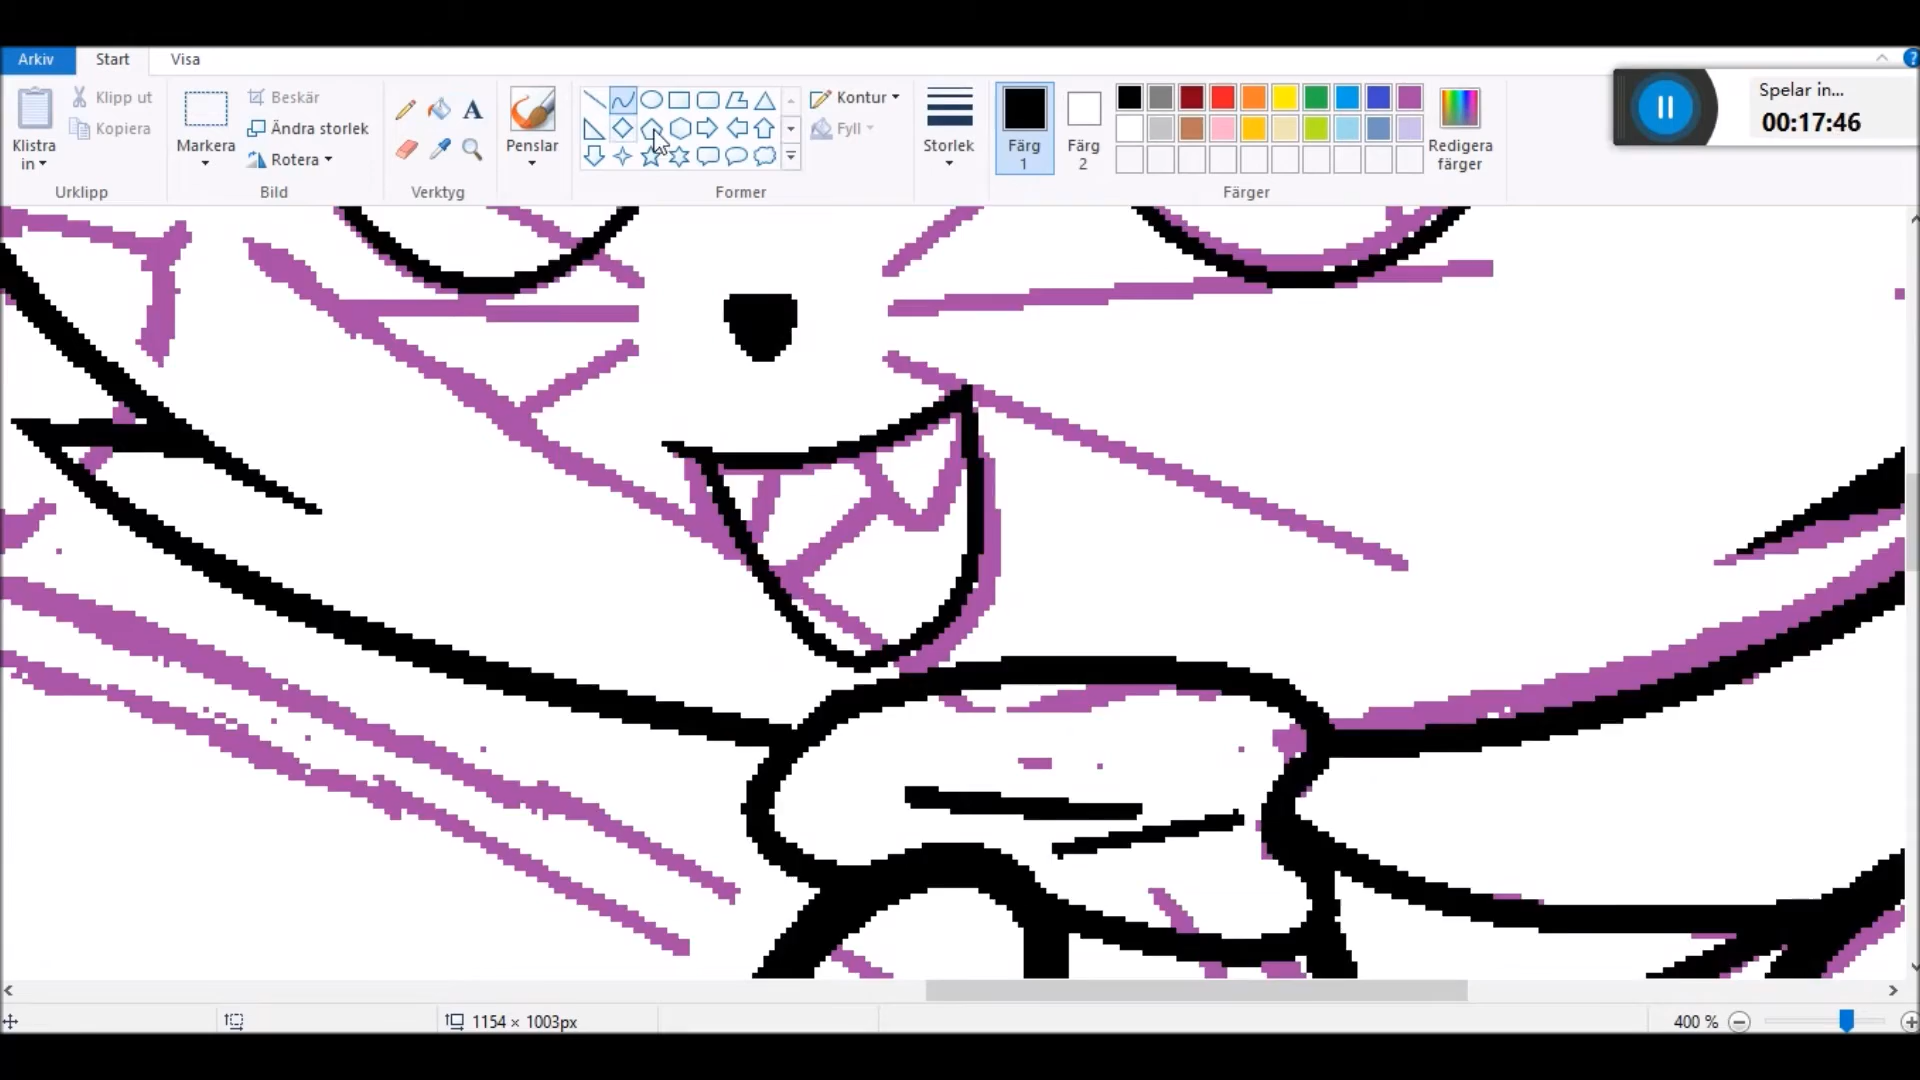 Arkiv Start Visa
Spelar in...
00:17:46
Klistra in
Klipp ut
Kopiera
Urklipp
Markera
Beskär
Ändra storlek
Rotera
Bild
A
Verktyg
Penslar
Kontur
Fyll
Former
Storlek
Färg 1
Färg 2
Redigera färger
Färger
1154 × 1003px
400 %